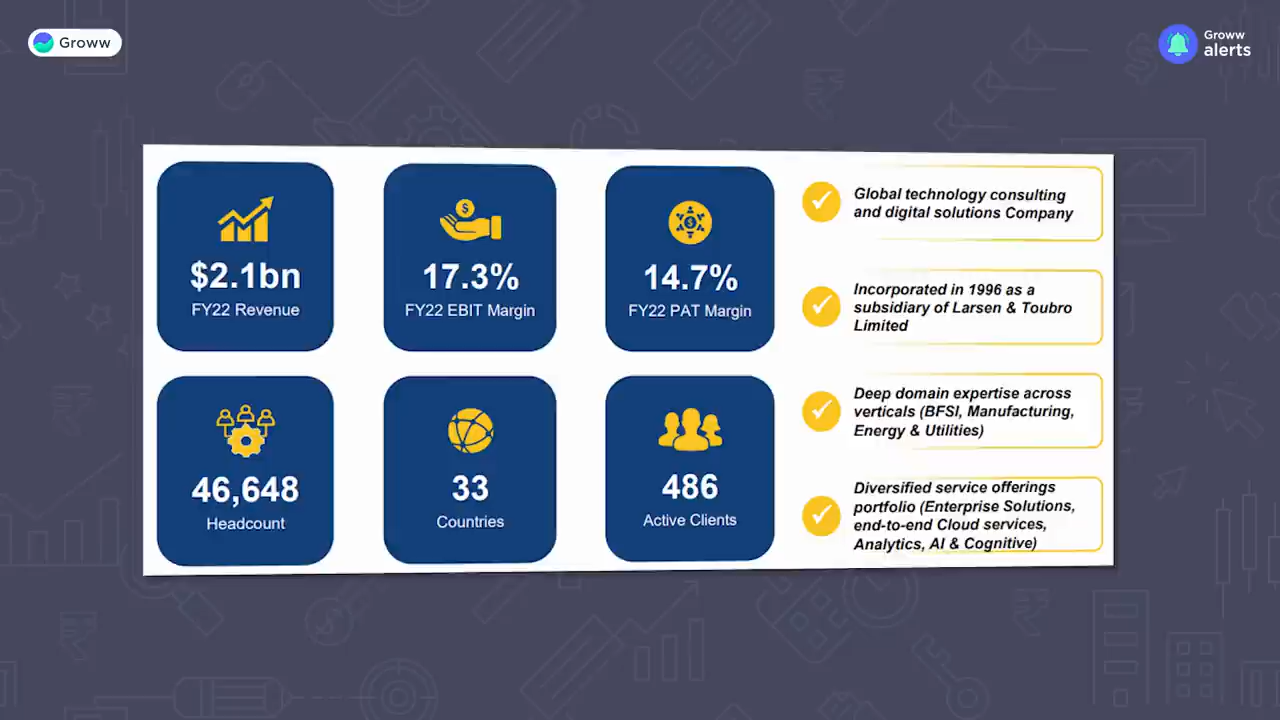 Groww
Groww
alerts
$2.1bn
FY22 Revenue
17.3%
FY22 EBIT Margin
14.7%
FY22 PAT Margin
46,648
Headcount
33
Countries
486
Active Clients
Global technology consulting
and digital solutions Company
Incorporated in 1996 as a
subsidiary of Larsen & Toubro
Limited
Deep domain expertise across
verticals (BFSI, Manufacturing,
Energy & Utilities)
Diversified service offerings
portfolio (Enterprise Solutions,
end-to-end Cloud services,
Analytics, AI & Cognitive)